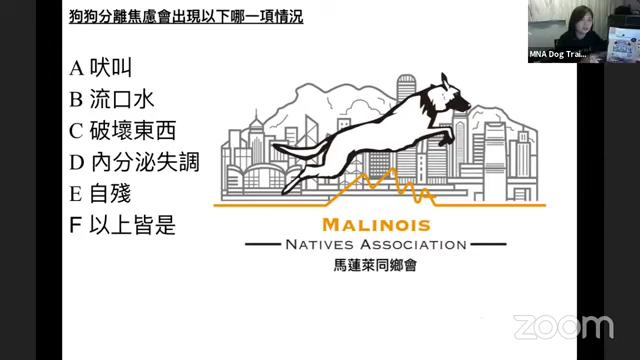 狗狗分離焦慮會出現以下哪一項情況
A 吠叫
B 流口水
C 破壞東西
D 內分泌失調
E 自殘
F 以上皆是
MALINOIS
NATIVES ASSOCIATION
馬蓮萊同鄉會
MNA Dog Trai...
zoom